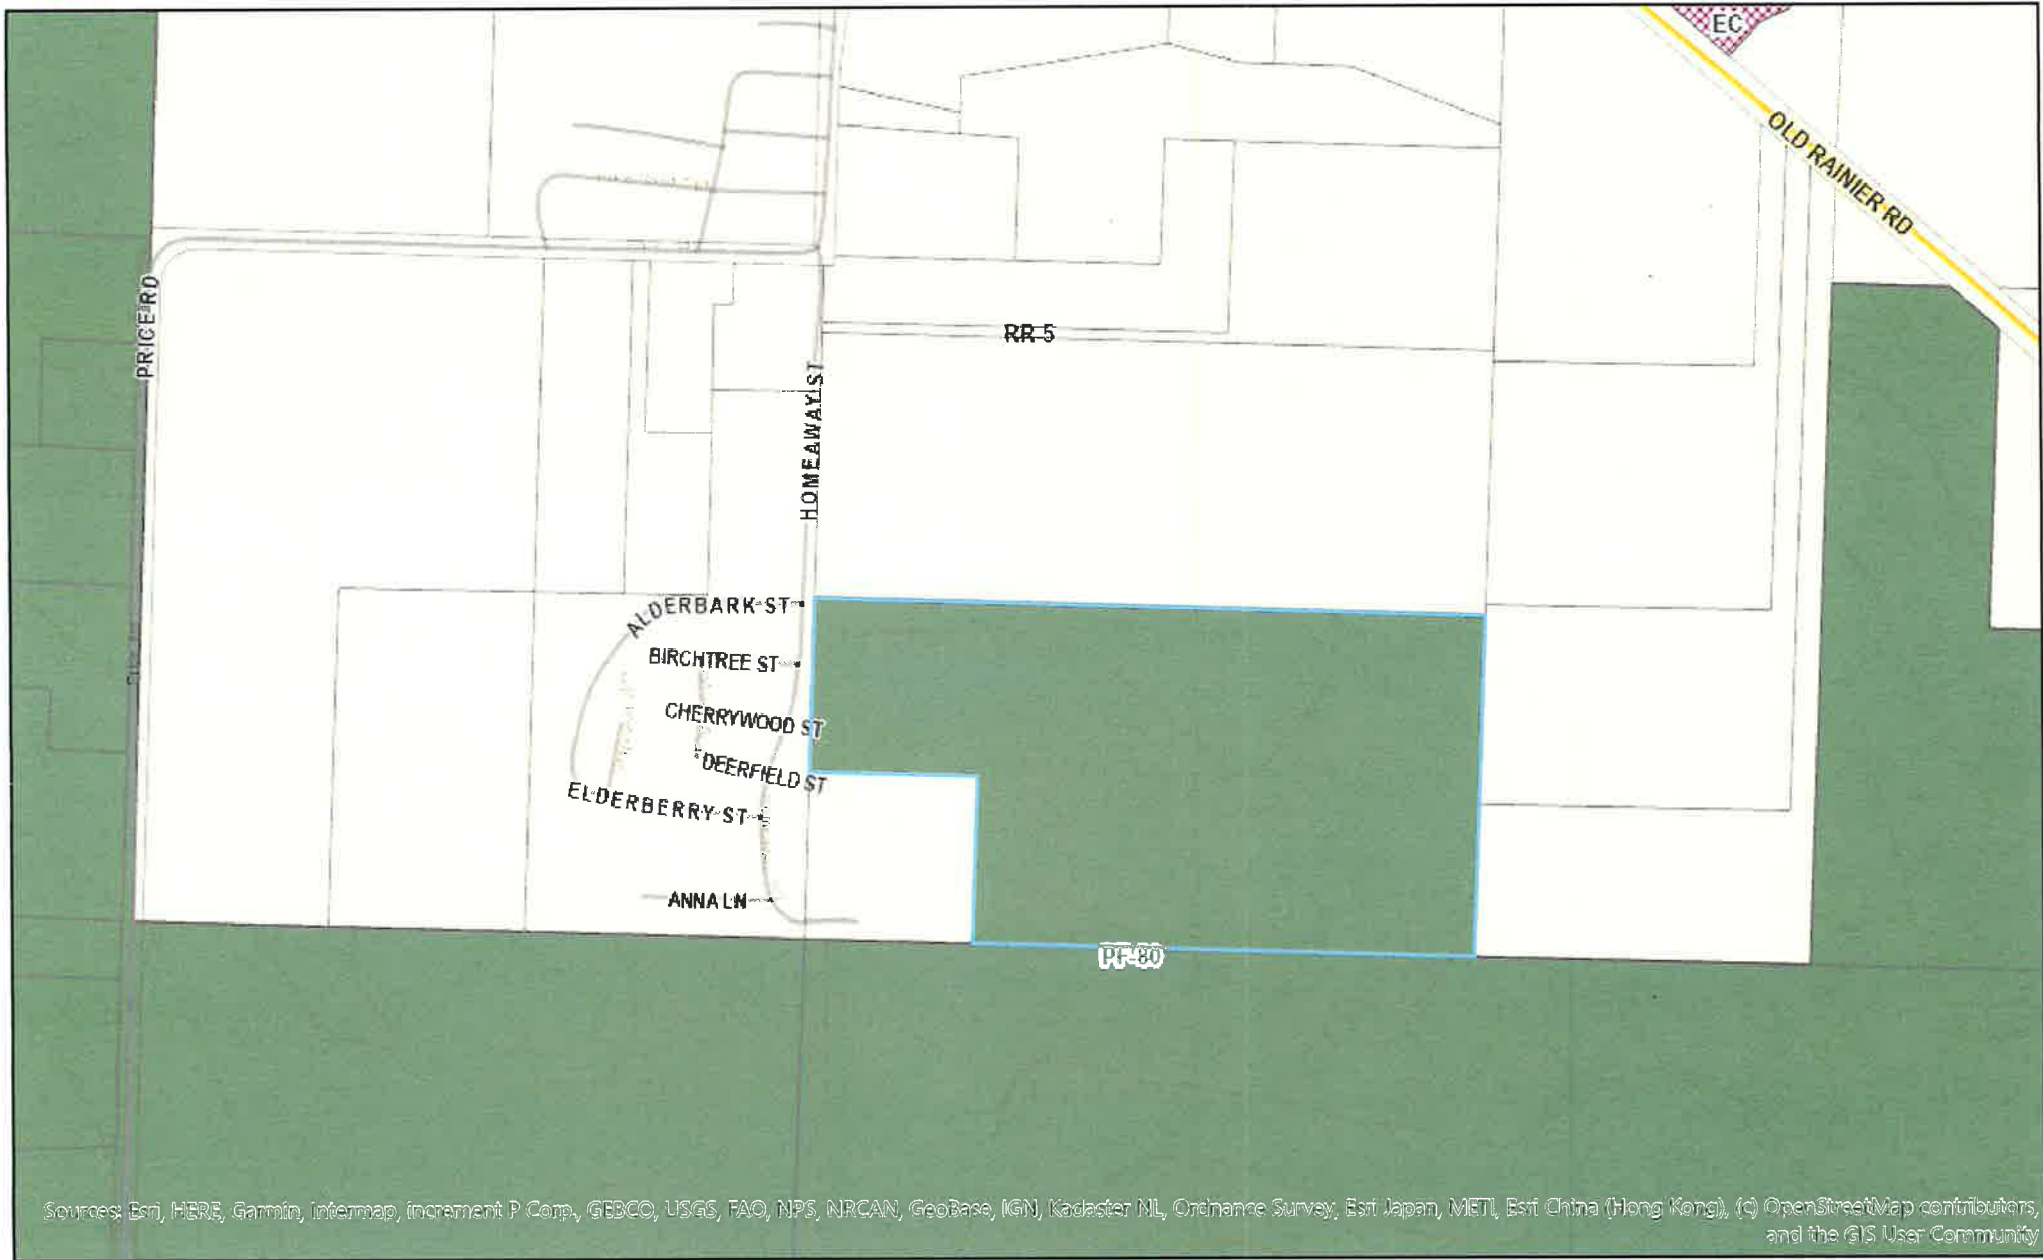 EC
OLD RAINIER RD
PRICE RD
RR 5
HOMEAWAY ST
ALDERBARK ST
BIRCHTREE ST
CHERRYWOOD ST
DEERFIELD ST
ELDERBERRY ST
ANNA LN
PF-80
Sources: Esri, HERE, Garmin, Intermap, increment P Corp., GEBCO, USGS, FAO, NPS, NRCAN, GeoBase, IGN, Kadaster NL, Ordnance Survey, Esri Japan, METI, Esri China (Hong Kong), (c) OpenStreetMap contributors,
and the GIS User Community